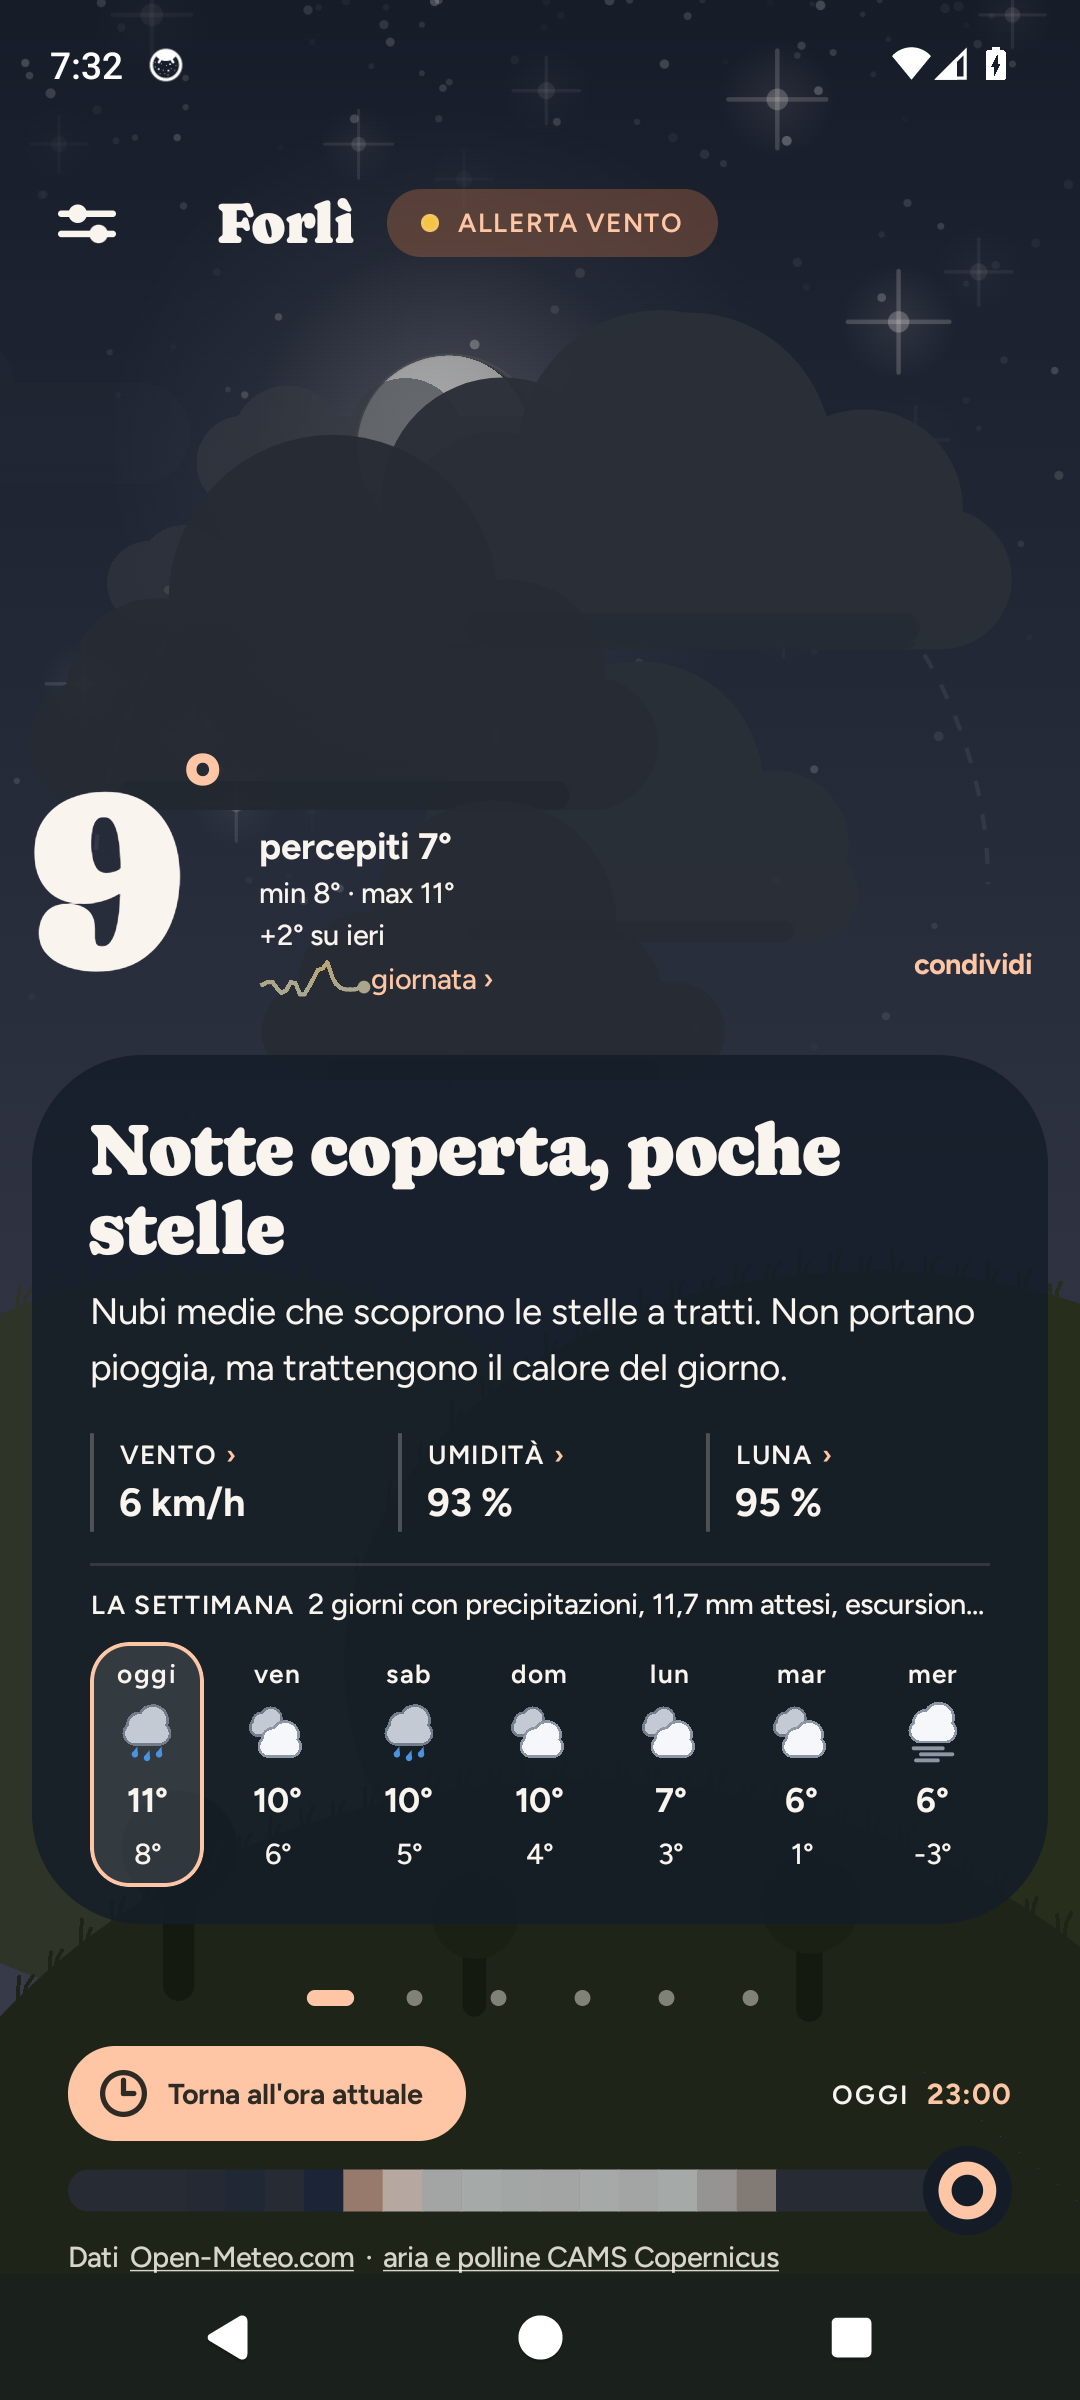 7:32
Forlì
ALLERTA VENTO
9°
percepiti 7°
min 8° · max 11°
+2° su ieri
giornata ›
condividi
Notte coperta, poche
stelle
Nubi medie che scoprono le stelle a tratti. Non portano
pioggia, ma trattengono il calore del giorno.
VENTO › UMIDITÀ › LUNA ›
6 km/h 93 % 95 %
LA SETTIMANA 2 giorni con precipitazioni, 11,7 mm attesi, escursion...
oggi ven sab dom lun mar mer
11° 10° 10° 10° 7° 6° 6°
8° 6° 5° 4° 3° 1° -3°
Torna all'ora attuale
OGGI 23:00
Dati Open-Meteo.com · aria e polline CAMS Copernicus